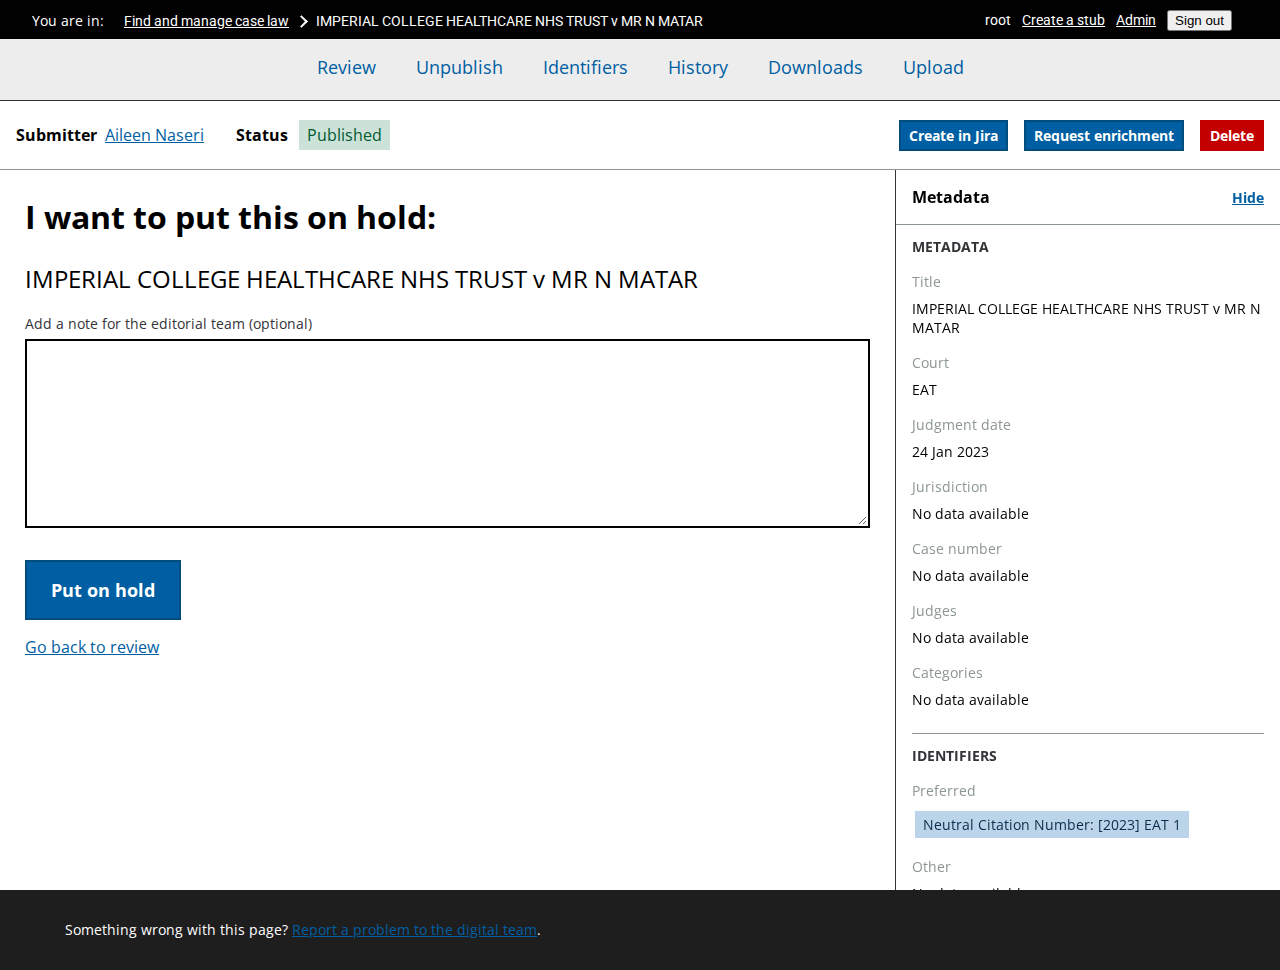 You are in: Find and manage case law IMPERIAL COLLEGE HEALTHCARE NHS TRUST v MR N MATAR root Create a stub Admin Sign out
Review Unpublish Identifiers History Downloads Upload
Submitter Aileen Naseri Status Published Create in Jira Request enrichment Delete
I want to put this on hold:
IMPERIAL COLLEGE HEALTHCARE NHS TRUST v MR N MATAR
Add a note for the editorial team (optional)
Put on hold
Go back to review
Metadata Hide
METADATA
Title
IMPERIAL COLLEGE HEALTHCARE NHS TRUST v MR N
MATAR
Court
EAT
Judgment date
24 Jan 2023
Jurisdiction
No data available
Case number
No data available
Judges
No data available
Categories
No data available
IDENTIFIERS
Preferred
Neutral Citation Number: [2023] EAT 1
Other
Something wrong with this page? Report a problem to the digital team.